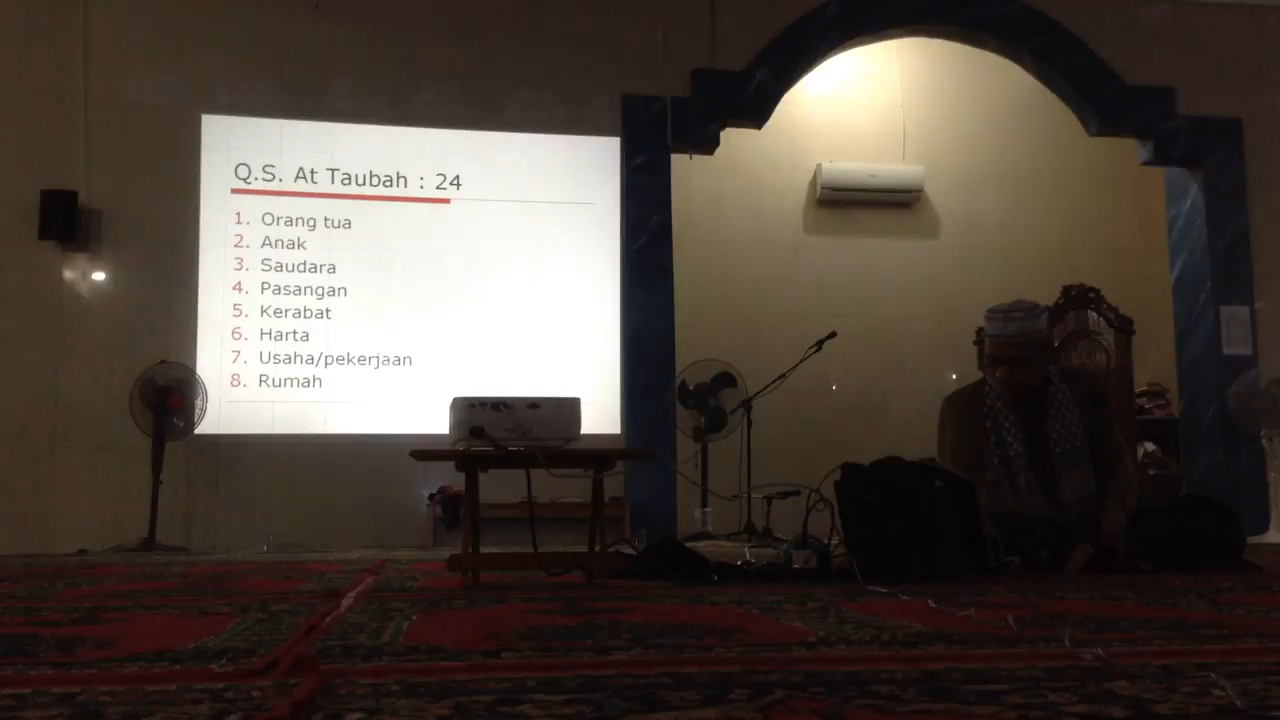 Q.S. At Taubah : 24
1. Orang tua
2. Anak
3. Saudara
4. Pasangan
5. Kerabat
6. Harta
7. Usaha/pekerjaan
8. Rumah